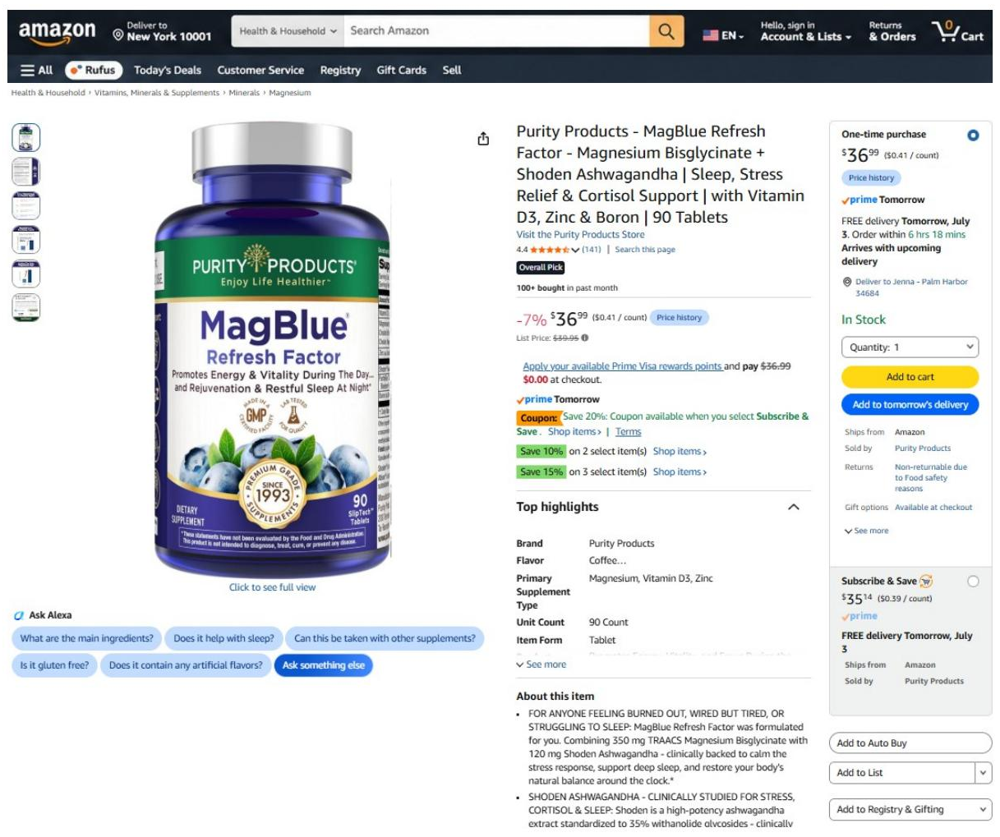 amazon
Deliver to
New York 10001
Health & Household
Search Amazon
EN
Hello, sign in
Account & Lists
Returns
& Orders
0
Cart
All
Rufus
Today's Deals
Customer Service
Registry
Gift Cards
Sell
Health & Household › Vitamins, Minerals & Supplements › Minerals › Magnesium
PURITY PRODUCTS®
Enjoy Life Healthier™
MagBlue®
Refresh Factor
Promotes Energy & Vitality During The Day...
and Rejuvenation & Restful Sleep At Night*
MADE IN A
GMP
CERTIFIED FACILITY
LAB TESTED
FOR QUALITY
PREMIUM GRADE
SINCE
1993
SUPPLEMENTS
DIETARY
SUPPLEMENT
90
SlipTech™
Tablets
*These statements have not been evaluated by the Food and Drug Administration.
This product is not intended to diagnose, treat, cure, or prevent any disease.
Click to see full view
Ask Alexa
What are the main ingredients?
Does it help with sleep?
Can this be taken with other supplements?
Is it gluten free?
Does it contain any artificial flavors?
Ask something else
Purity Products - MagBlue Refresh
Factor - Magnesium Bisglycinate +
Shoden Ashwagandha | Sleep, Stress
Relief & Cortisol Support | with Vitamin
D3, Zinc & Boron | 90 Tablets
Visit the Purity Products Store
4.4 (141) | Search this page
Overall Pick
100+ bought in past month
-7% $36⁹⁹ ($0.41 / count) Price history
List Price: $39.95
Apply your available Prime Visa rewards points and pay $36.99
$0.00 at checkout.
prime Tomorrow
Coupon: Save 20%: Coupon available when you select Subscribe &
Save . Shop items › | Terms
Save 10% on 2 select item(s) Shop items ›
Save 15% on 3 select item(s) Shop items ›
Top highlights
Brand Purity Products
Flavor Coffee…
Primary Magnesium, Vitamin D3, Zinc
Supplement
Type
Unit Count 90 Count
Item Form Tablet
See more
About this item
• FOR ANYONE FEELING BURNED OUT, WIRED BUT TIRED, OR
STRUGGLING TO SLEEP: MagBlue Refresh Factor was formulated
for you. Combining 350 mg TRAACS Magnesium Bisglycinate with
120 mg Shoden Ashwagandha - clinically backed to calm the
stress response, support deep sleep, and restore your body's
natural balance around the clock.*
• SHODEN ASHWAGANDHA - CLINICALLY STUDIED FOR STRESS,
CORTISOL & SLEEP: Shoden is a high-potency ashwagandha
extract standardized to 35% withanolide glycosides - clinically
One-time purchase
$36⁹⁹ ($0.41 / count)
Price history
prime Tomorrow
FREE delivery Tomorrow, July
3. Order within 6 hrs 18 mins
Arrives with upcoming
delivery
Deliver to Jenna - Palm Harbor
34684
In Stock
Quantity: 1
Add to cart
Add to tomorrow's delivery
Ships from Amazon
Sold by Purity Products
Returns Non-returnable due
to Food safety
reasons
Gift options Available at checkout
See more
Subscribe & Save
$35¹⁴ ($0.39 / count)
prime
FREE delivery Tomorrow, July
3
Ships from Amazon
Sold by Purity Products
Add to Auto Buy
Add to List
Add to Registry & Gifting